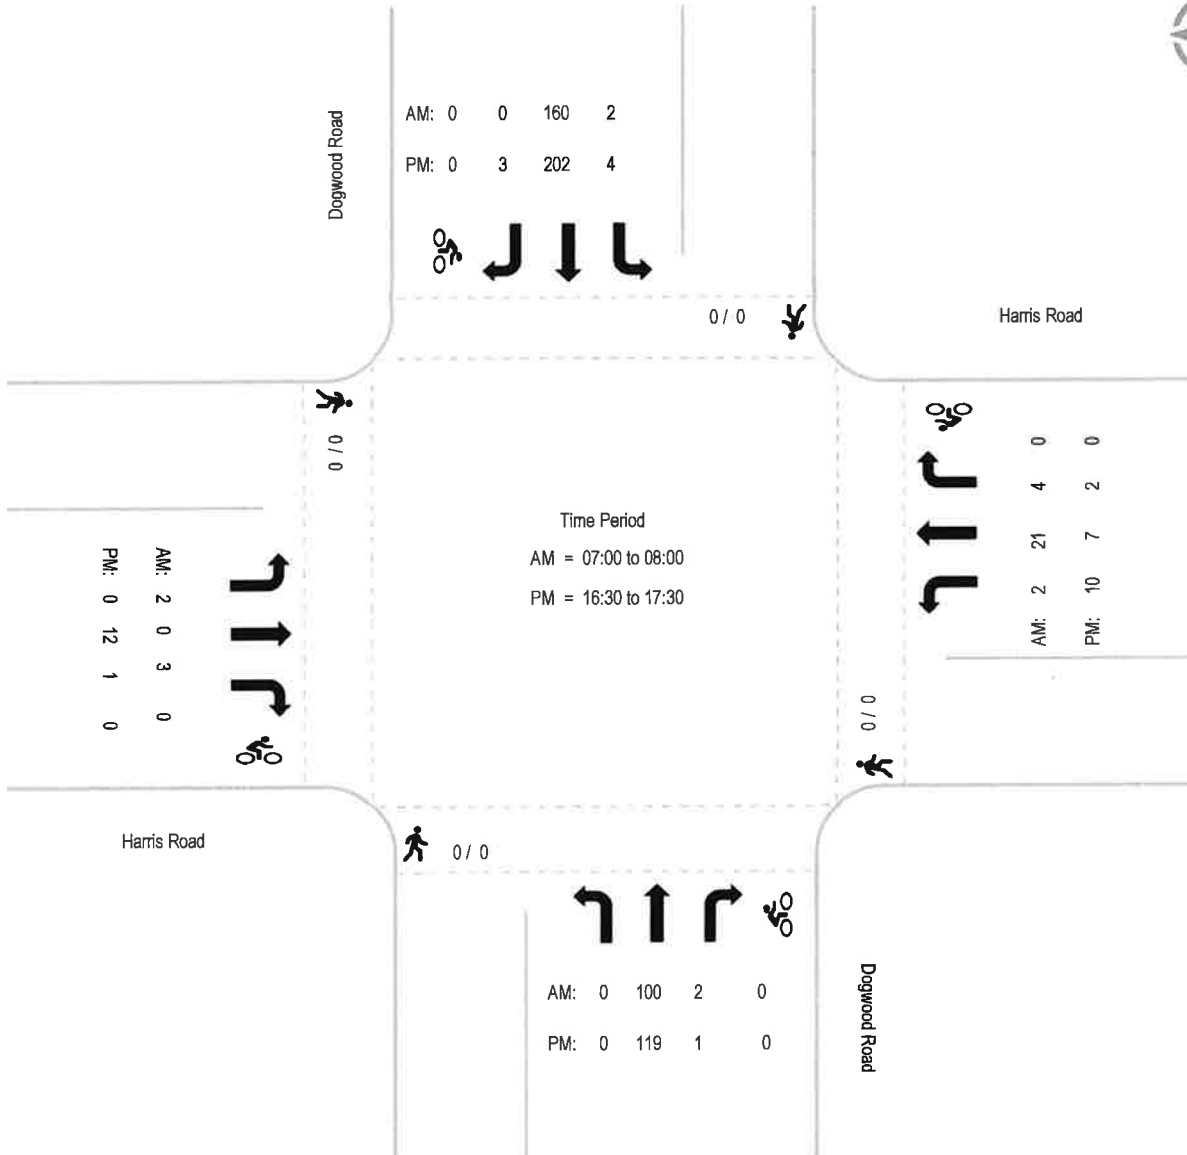 Dogwood Road
AM: 0 0 160 2
PM: 0 3 202 4
0 / 0
Harris Road
0 / 0
0 0
4 2
21 7
2 10
AM: PM:
Time Period
AM = 07:00 to 08:00
PM = 16:30 to 17:30
AM: 2 0 3 0
PM: 0 12 1 0
0 / 0
Harris Road
0 / 0
AM: 0 100 2 0
PM: 0 119 1 0
Dogwood Road